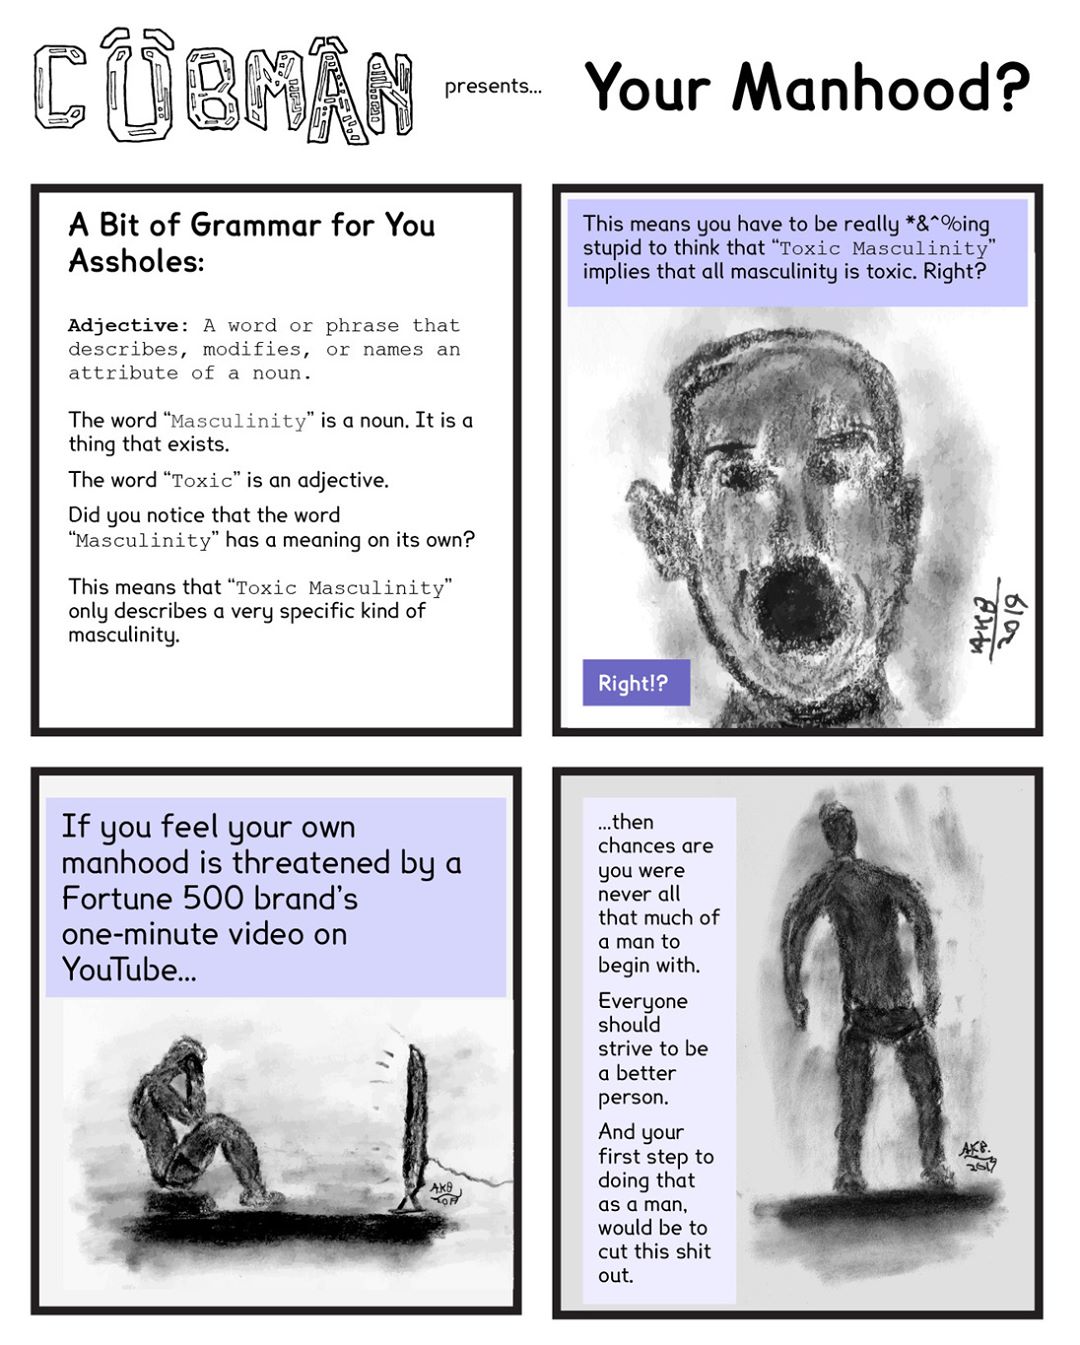 CÜBMÂN presents... Your Manhood?
A Bit of Grammar for You
Assholes:
Adjective: A word or phrase that
describes, modifies, or names an
attribute of a noun.
The word “Masculinity” is a noun. It is a
thing that exists.
The word “Toxic” is an adjective.
Did you notice that the word
“Masculinity” has a meaning on its own?
This means that “Toxic Masculinity”
only describes a very specific kind of
masculinity.
This means you have to be really *&^%ing
stupid to think that “Toxic Masculinity”
implies that all masculinity is toxic. Right?
AKB
2019
Right!?
If you feel your own
manhood is threatened by a
Fortune 500 brand’s
one-minute video on
YouTube...
AKB
2019
...then
chances are
you were
never all
that much of
a man to
begin with.
Everyone
should
strive to be
a better
person.
And your
first step to
doing that
as a man,
would be to
cut this shit
out.
AKB.
2019